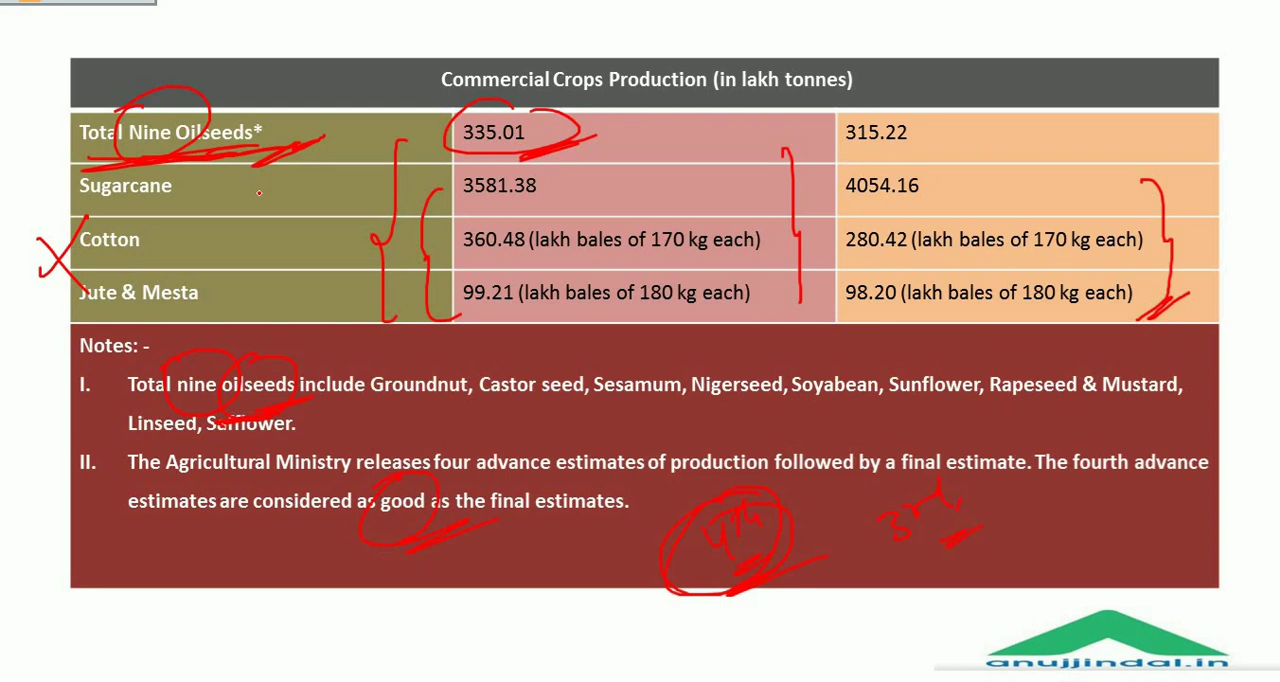 Commercial Crops Production (in lakh tonnes)
Total Nine Oilseeds* 335.01 315.22
Sugarcane 3581.38 4054.16
Cotton 360.48 (lakh bales of 170 kg each) 280.42 (lakh bales of 170 kg each)
Jute & Mesta 99.21 (lakh bales of 180 kg each) 98.20 (lakh bales of 180 kg each)
Notes: -
I. Total nine oilseeds include Groundnut, Castor seed, Sesamum, Nigerseed, Soyabean, Sunflower, Rapeseed & Mustard,
Linseed, Safflower.
II. The Agricultural Ministry releases four advance estimates of production followed by a final estimate. The fourth advance
estimates are considered as good as the final estimates.
4th 3rd
anujjindal.in